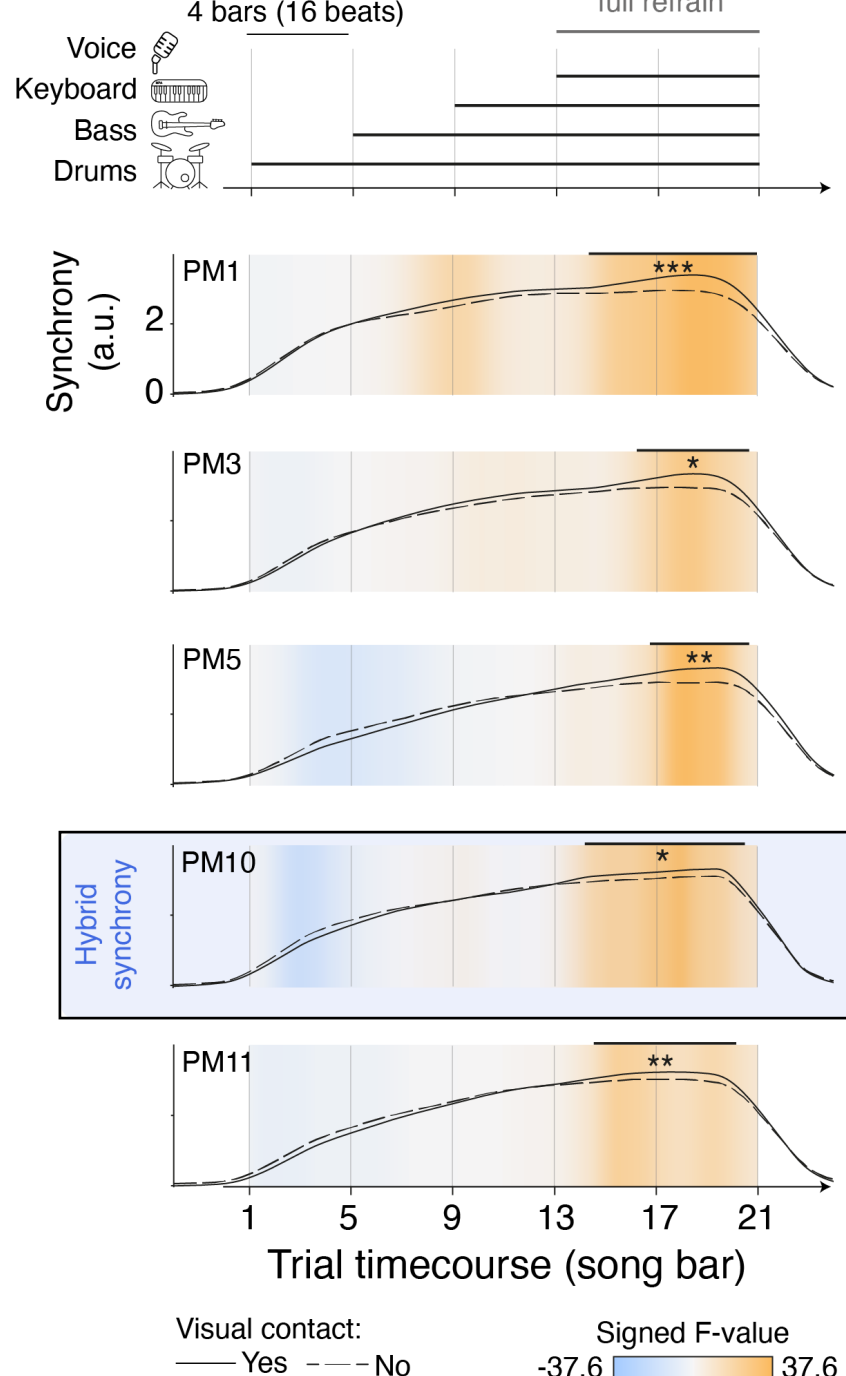 4 bars (16 beats)
full refrain
Voice
Keyboard
Bass
Drums
Synchrony
(a.u.)
2
0
PM1
***
PM3
*
PM5
**
Hybrid
synchrony
PM10
*
PM11
**
1 5 9 13 17 21
Trial timecourse (song bar)
Visual contact:
Yes No
Signed F-value
-37.6 37.6